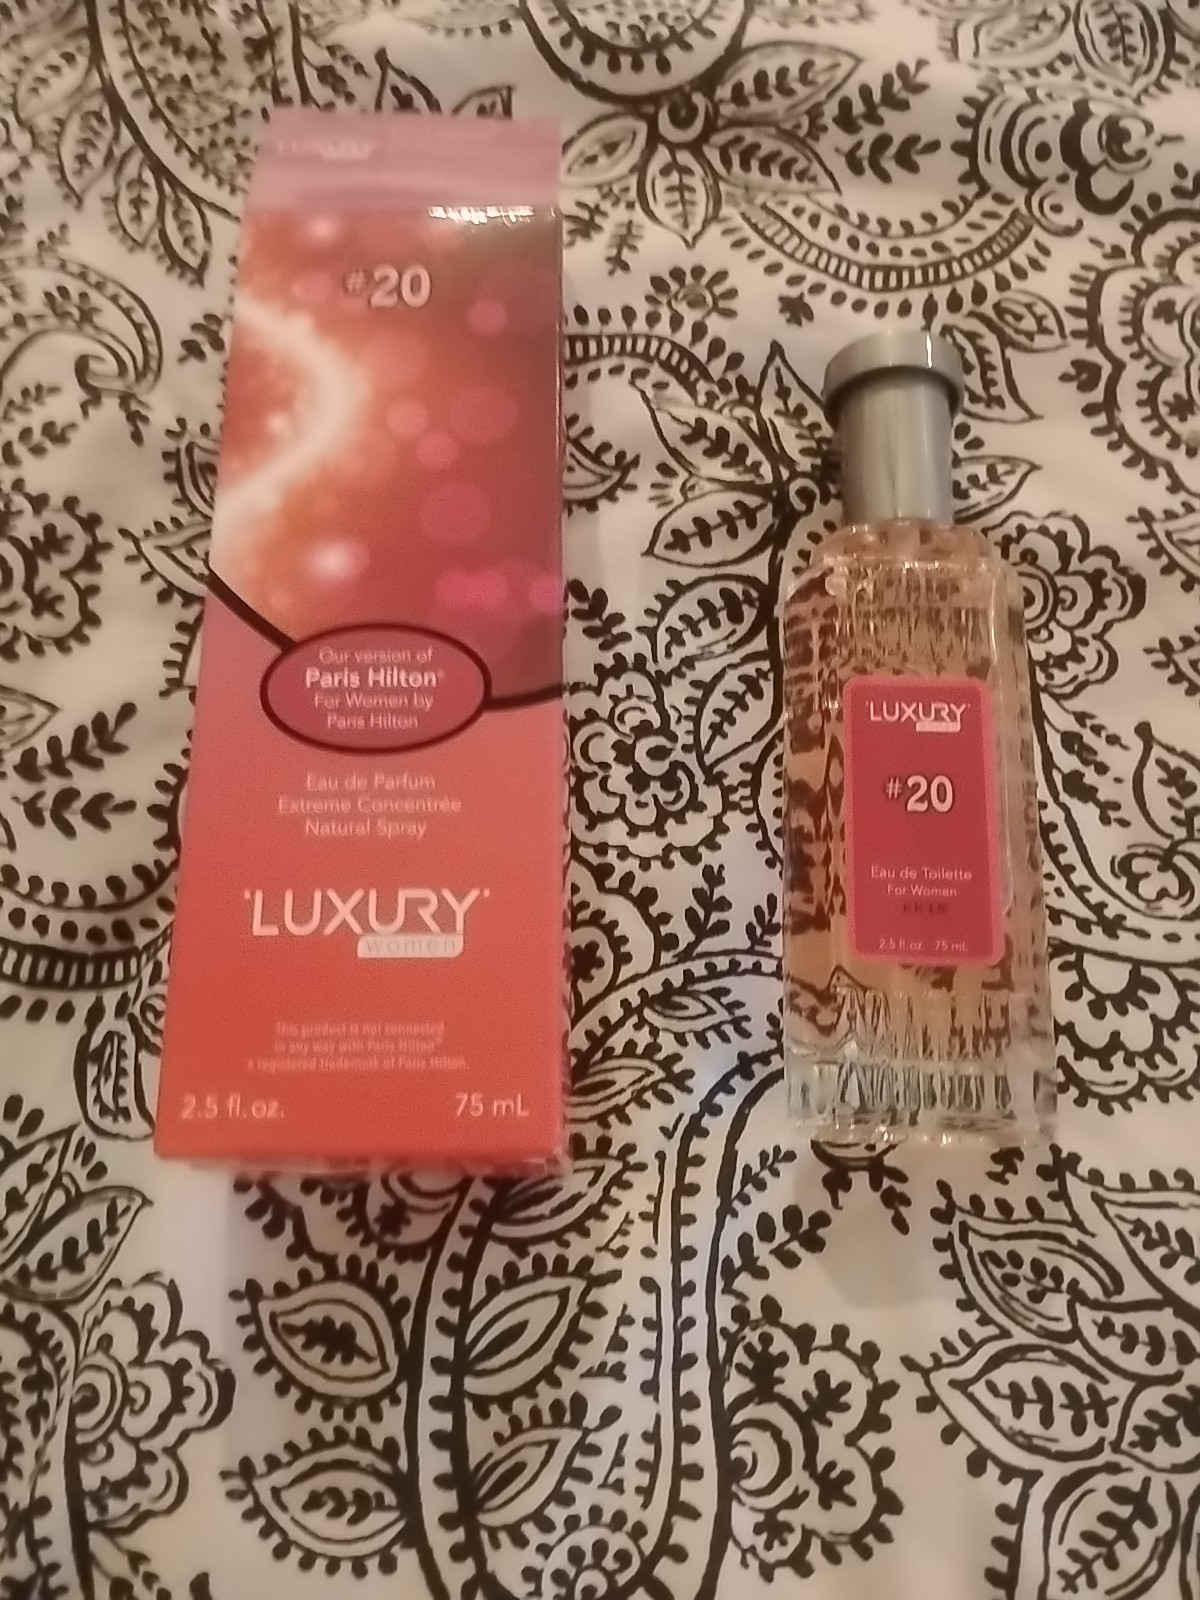 LUXURY
#20
Our version of
Paris Hilton®
For Women by
Paris Hilton
Eau de Parfum
Extreme Concentrée
Natural Spray
'LUXURY'
women
This product is not connected
in any way with Paris Hilton®
a registered trademark of Paris Hilton.
2.5 fl. oz. 75 mL
'LUXURY'
women
#20
Eau de Toilette
For Women
2.5 fl. oz. 75 mL